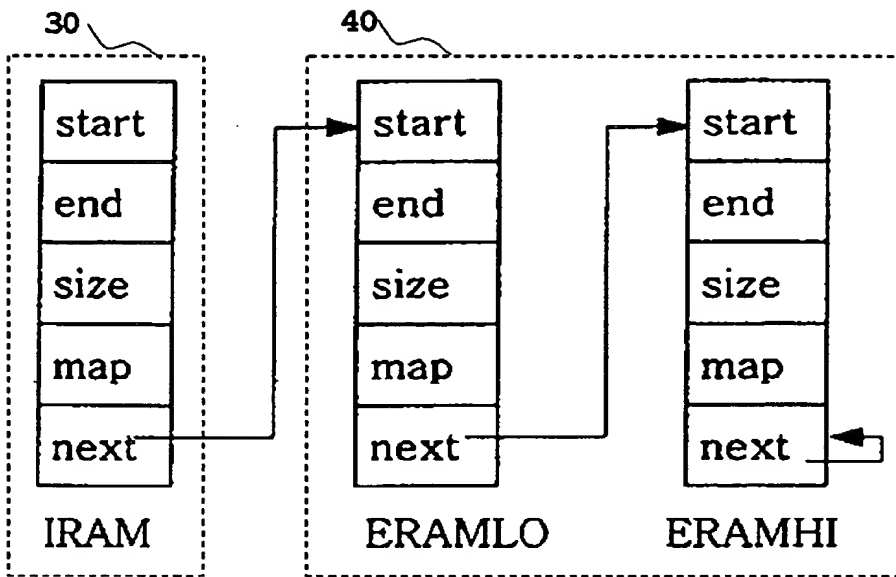 30 40
start start start
end end end
size size size
map map map
next next next
IRAM ERAMLO ERAMHI